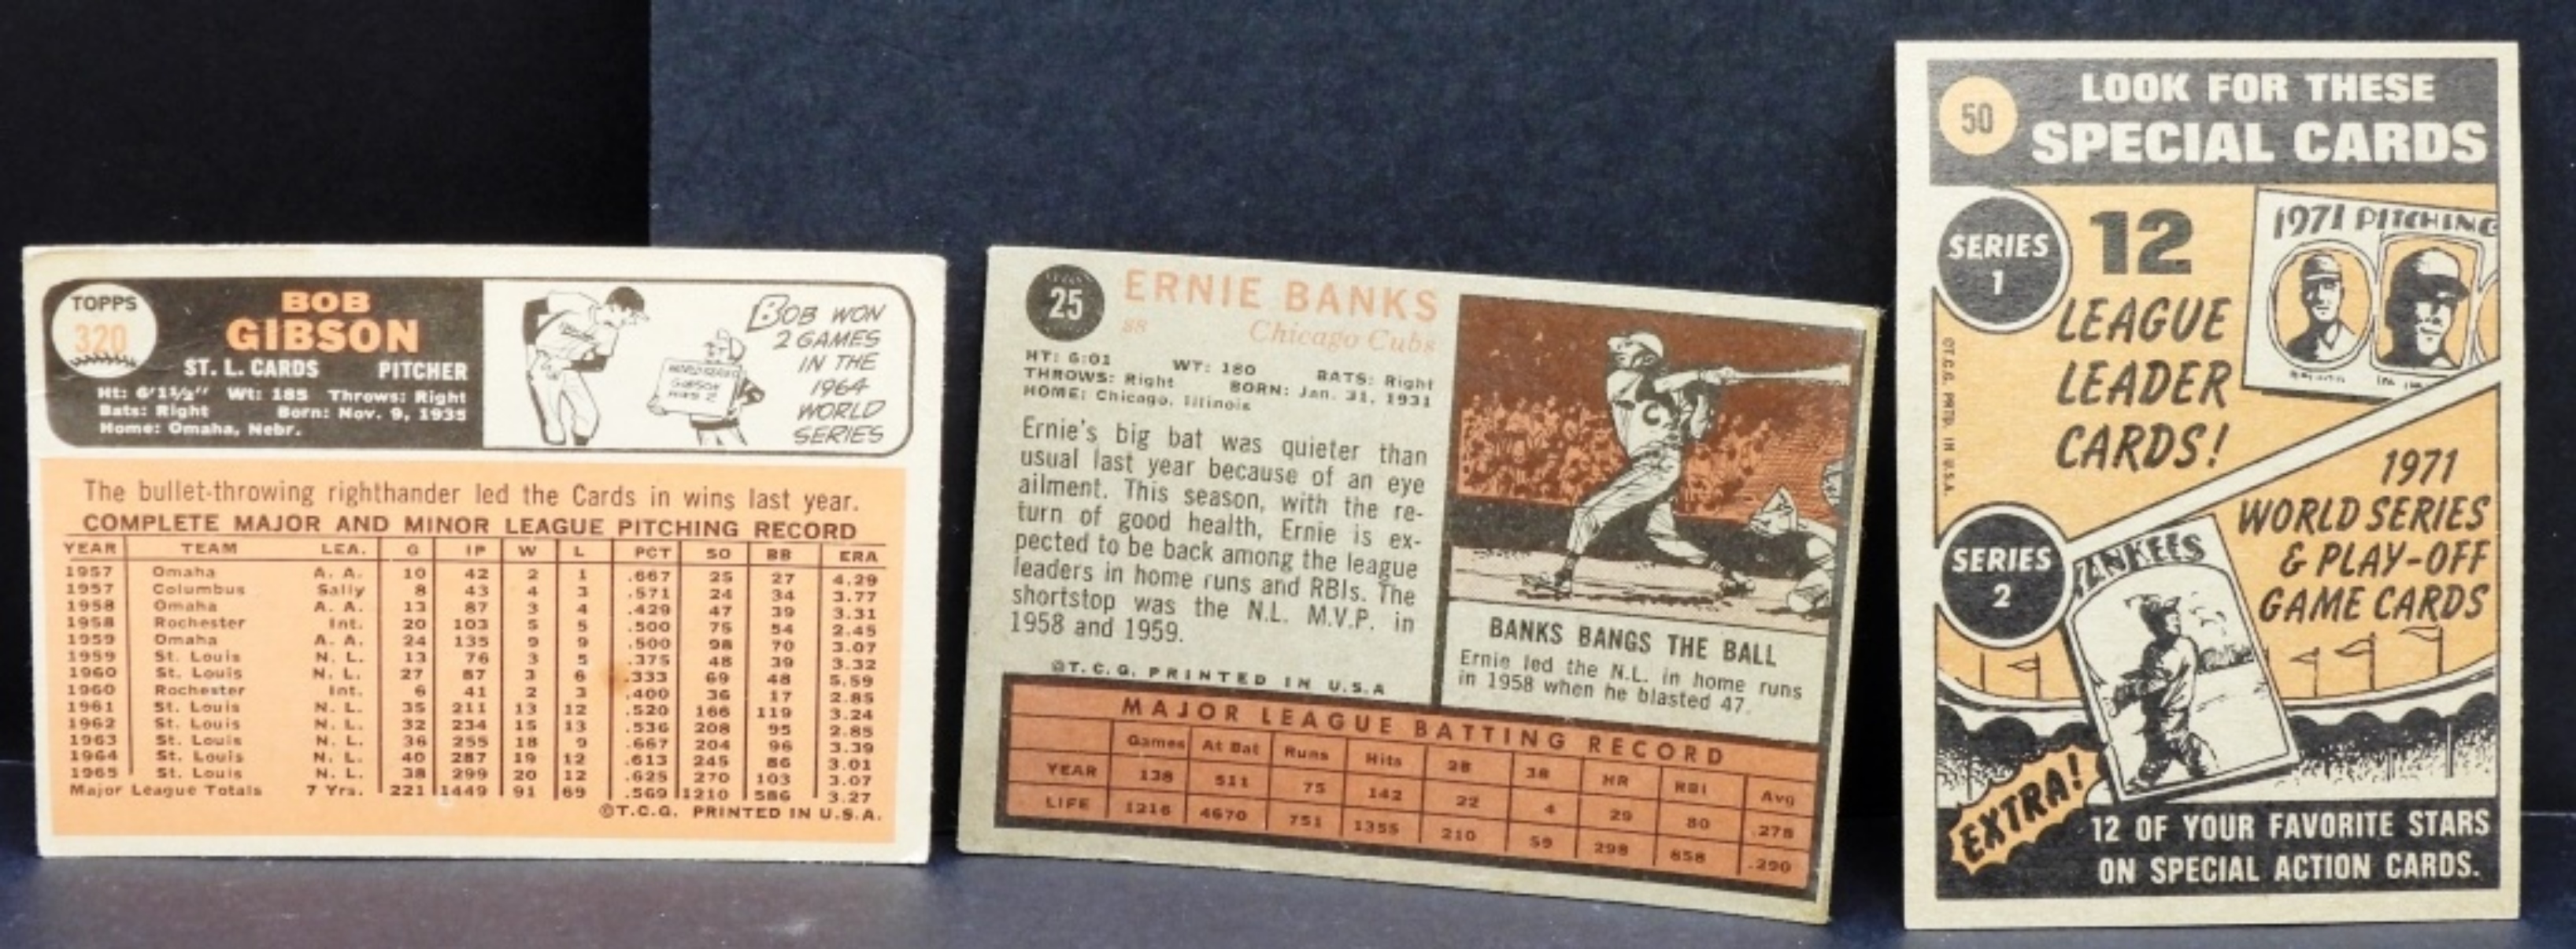 TOPPS
320
BOB
GIBSON
ST. L. CARDS PITCHER
Ht: 6'1½" Wt: 185 Throws: Right
Bats: Right Born: Nov. 9, 1935
Home: Omaha, Nebr.
WORLD SERIES
GIBSON
WINS 2
BOB WON
2 GAMES
IN THE
1964
WORLD
SERIES
The bullet-throwing righthander led the Cards in wins last year.
COMPLETE MAJOR AND MINOR LEAGUE PITCHING RECORD
YEAR TEAM LEA. G IP W L PCT SO BB ERA
1957 Omaha A. A. 10 42 2 1 .667 25 27 4.29
1957 Columbus Sally 8 43 4 3 .571 24 34 3.77
1958 Omaha A. A. 13 87 3 4 .429 47 39 3.31
1958 Rochester Int. 20 103 5 5 .500 75 54 2.45
1959 Omaha A. A. 24 135 9 9 .500 98 70 3.07
1959 St. Louis N. L. 13 76 3 5 .375 48 39 3.32
1960 St. Louis N. L. 27 87 3 6 .333 69 48 5.59
1960 Rochester Int. 6 41 2 3 .400 36 17 2.85
1961 St. Louis N. L. 35 211 13 12 .520 166 119 3.24
1962 St. Louis N. L. 32 234 15 13 .536 208 95 2.85
1963 St. Louis N. L. 36 255 18 9 .667 204 96 3.39
1964 St. Louis N. L. 40 287 19 12 .613 245 86 3.01
1965 St. Louis N. L. 38 299 20 12 .625 270 103 3.07
Major League Totals 7 Yrs. 221 1449 91 69 .569 1210 586 3.27
©T.C.G. PRINTED IN U.S.A.
25
ERNIE BANKS
ss Chicago Cubs
HT: 6:01 WT: 180 BATS: Right
THROWS: Right BORN: Jan. 31, 1931
HOME: Chicago, Illinois
Ernie's big bat was quieter than
usual last year because of an eye
ailment. This season, with the re-
turn of good health, Ernie is ex-
pected to be back among the league
leaders in home runs and RBIs. The
shortstop was the N.L. M.V.P. in
1958 and 1959.
©T.C.G. PRINTED IN U.S.A
C
BANKS BANGS THE BALL
Ernie led the N.L. in home runs
in 1958 when he blasted 47.
MAJOR LEAGUE BATTING RECORD
Games At Bat Runs Hits 2B 3B HR RBI Avg
YEAR 138 511 75 142 22 4 29 80 .278
LIFE 1216 4670 751 1355 210 59 298 858 .290
50
LOOK FOR THESE
SPECIAL CARDS
SERIES
1
12
LEAGUE
LEADER
CARDS!
1971 PITCHING
©T.C.G. PRTD. IN U.S.A.
SERIES
2
YANKEES
1971
WORLD SERIES
& PLAY-OFF
GAME CARDS
EXTRA!
12 OF YOUR FAVORITE STARS
ON SPECIAL ACTION CARDS.